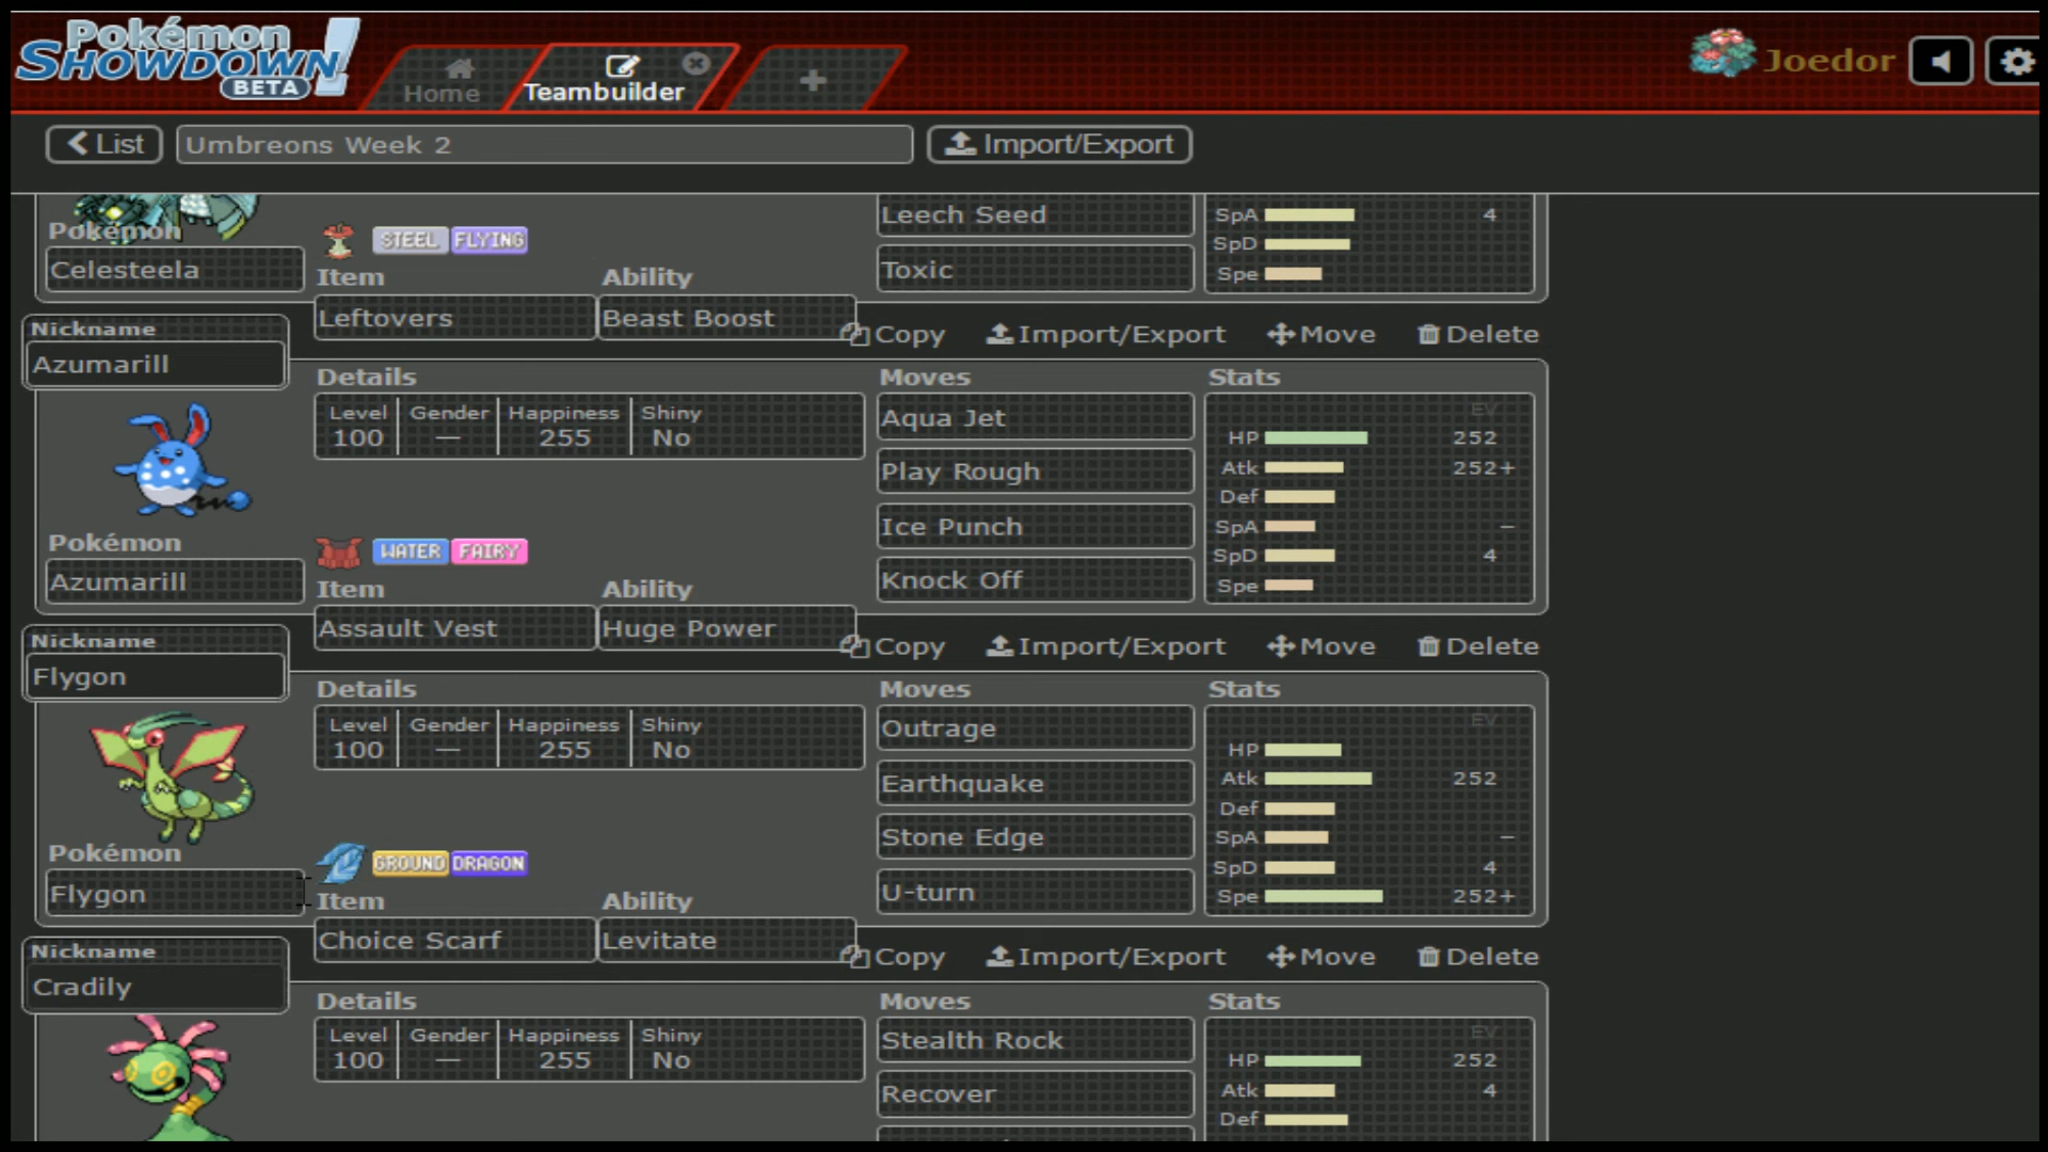 Pokémon
SHOWDOWN!
BETA
Home
Teambuilder
Joedor
List
Umbreons Week 2
Import/Export
Pokémon
Celesteela
STEEL FLYING
Item
Leftovers
Ability
Beast Boost
Leech Seed
Toxic
SpA 4
SpD
Spe
Copy
Import/Export
Move
Delete
Nickname
Azumarill
Pokémon
Azumarill
Details
Level Gender Happiness Shiny
100 — 255 No
WATER FAIRY
Item
Assault Vest
Ability
Huge Power
Moves
Aqua Jet
Play Rough
Ice Punch
Knock Off
Stats
EV
HP 252
Atk 252+
Def
SpA −
SpD 4
Spe
Copy
Import/Export
Move
Delete
Nickname
Flygon
Pokémon
Flygon
Details
Level Gender Happiness Shiny
100 — 255 No
GROUND DRAGON
Item
Choice Scarf
Ability
Levitate
Moves
Outrage
Earthquake
Stone Edge
U-turn
Stats
EV
HP
Atk 252
Def
SpA −
SpD 4
Spe 252+
Copy
Import/Export
Move
Delete
Nickname
Cradily
Details
Level Gender Happiness Shiny
100 — 255 No
Moves
Stealth Rock
Recover
Stats
EV
HP 252
Atk 4
Def